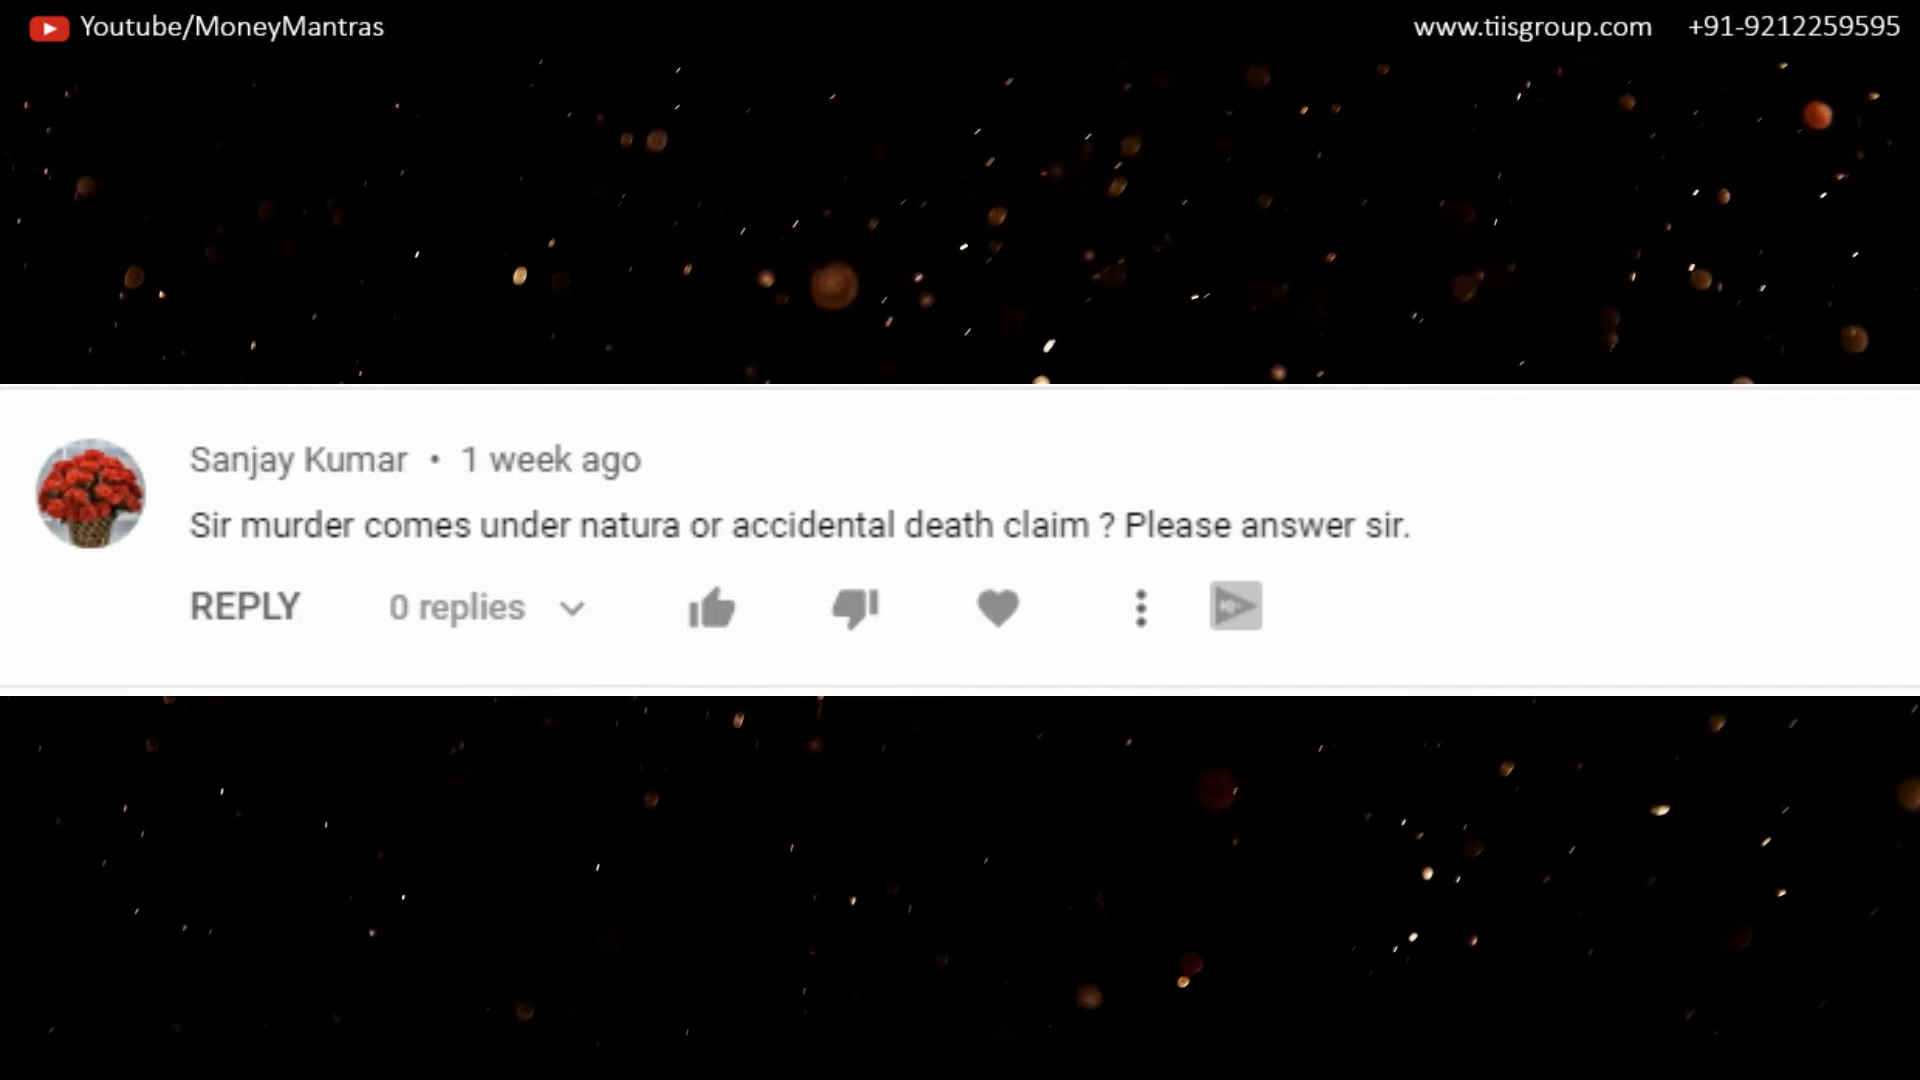 Youtube/MoneyMantras
www.tiisgroup.com +91-9212259595
Sanjay Kumar • 1 week ago
Sir murder comes under natura or accidental death claim ? Please answer sir.
REPLY 0 replies